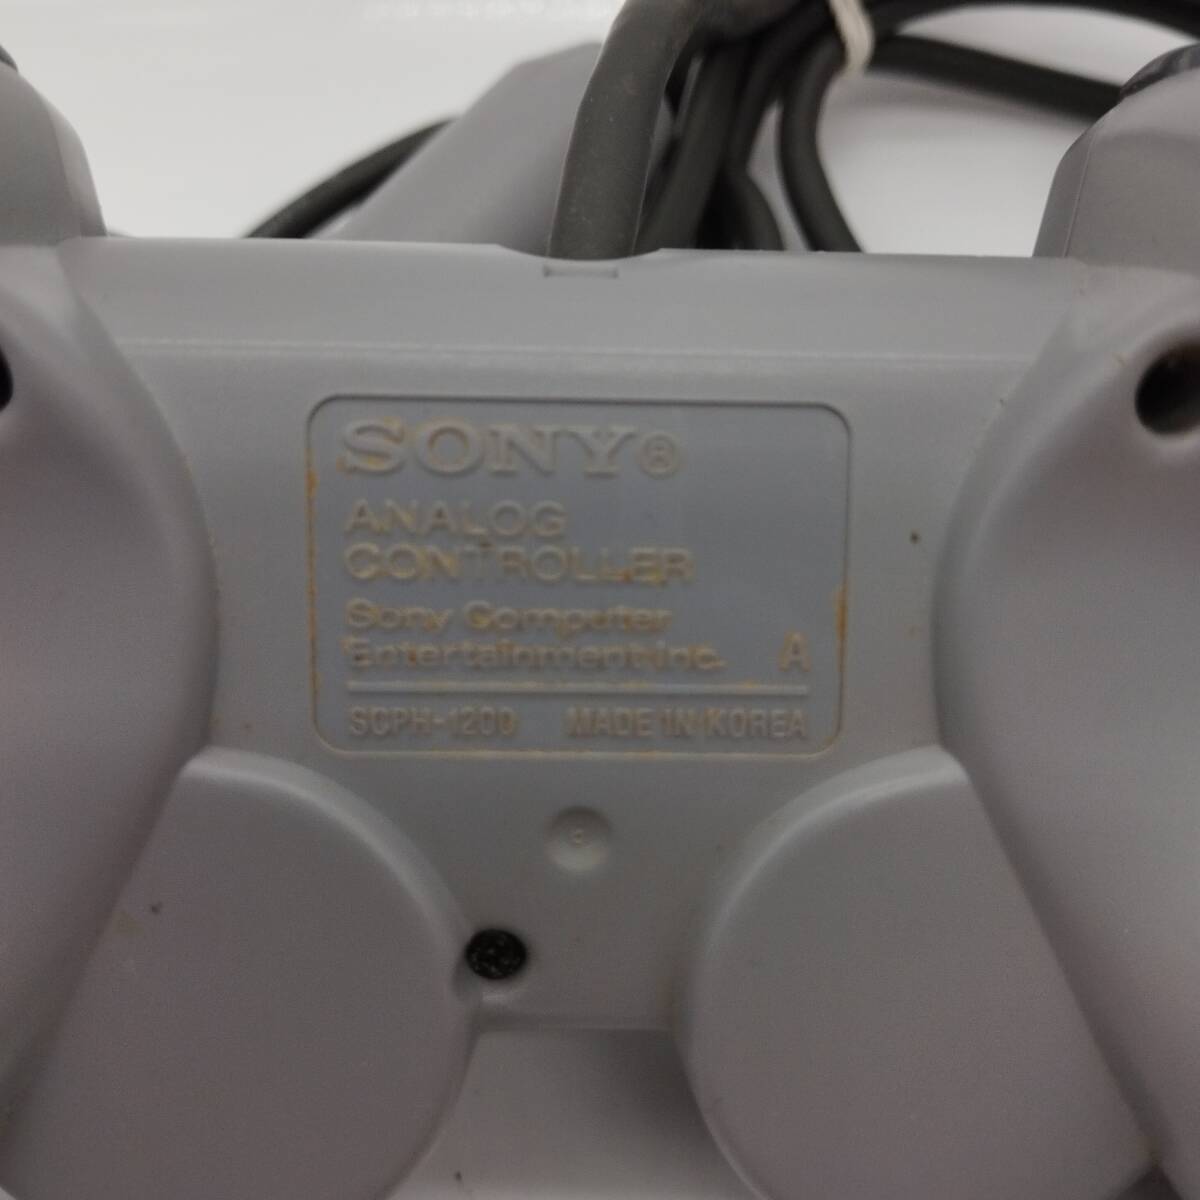 SONY®
ANALOG
CONTROLLER
Sony Computer
Entertainment Inc. A
SCPH-1200 MADE IN KOREA